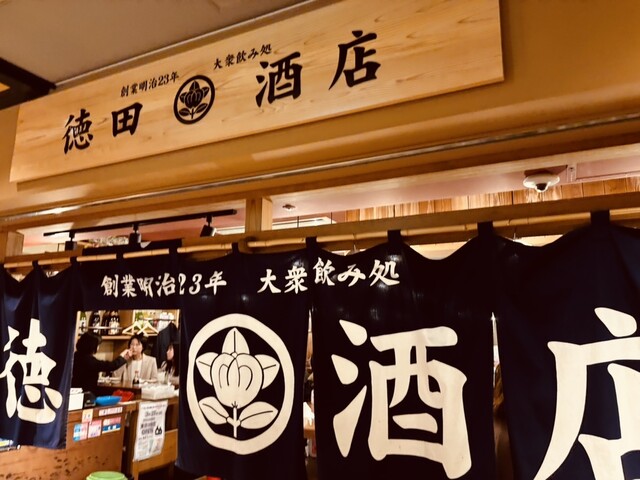 創業明治23年 大衆飲み処
徳田 酒店
創業明治23年 大衆飲み処
徳 酒店